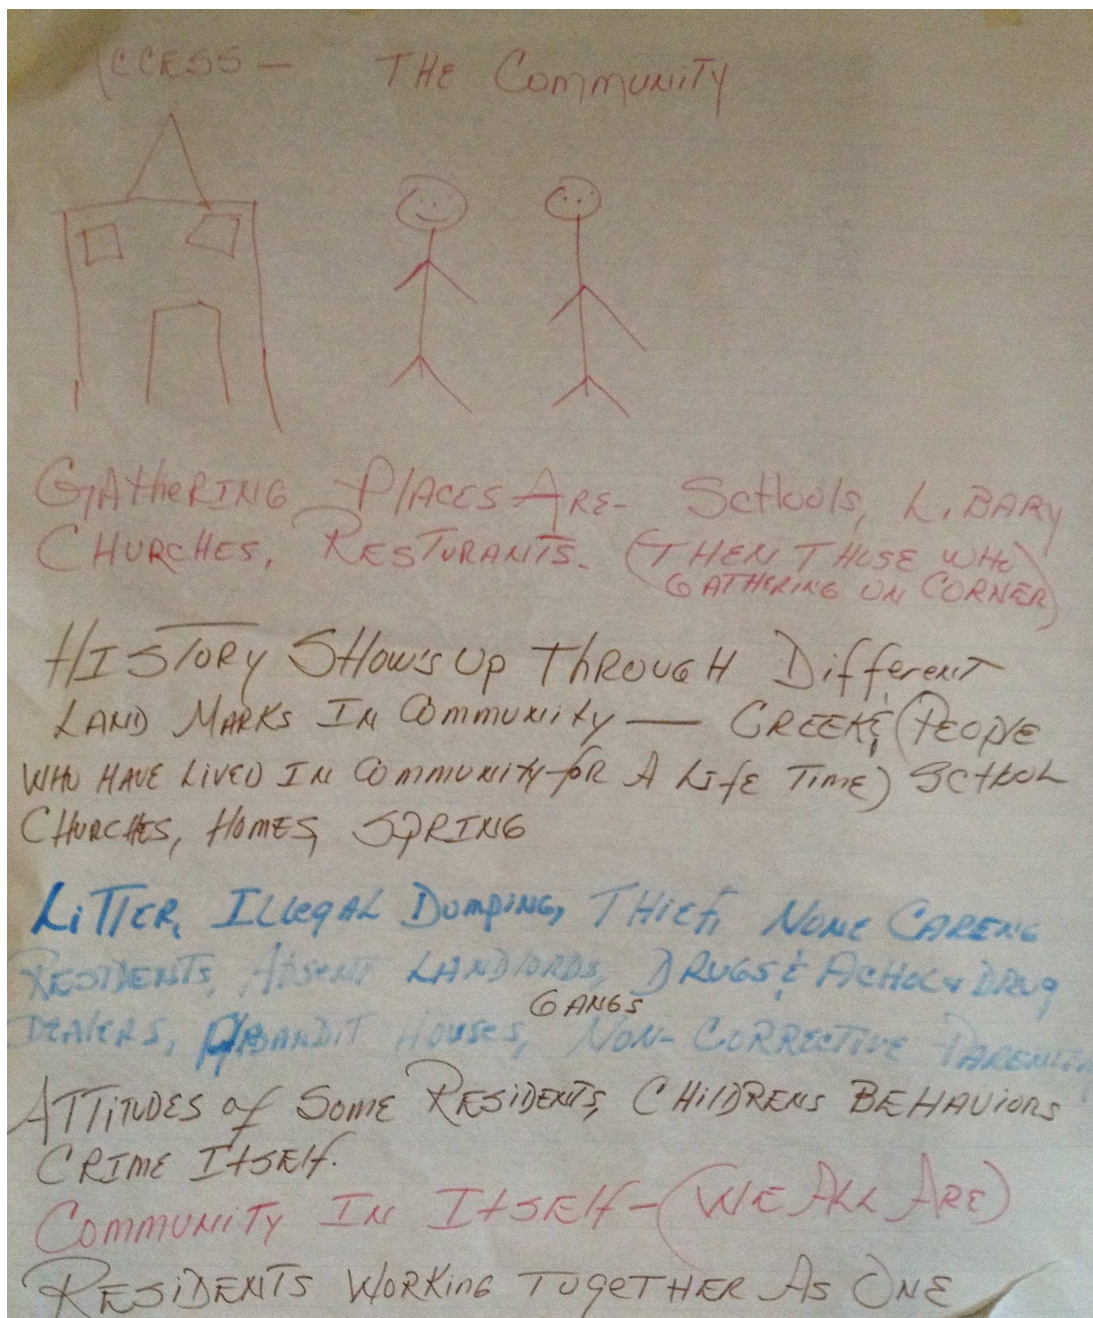 CCESS — THE COMMUNITY
GATHERING PLACES ARE- SCHOOLS, LIBARY
CHURCHES, RESTURANTS. (THEN THOSE WHO
GATHERING ON CORNER)
HISTORY SHOW'S UP THROUGH Different
LAND MARKS IN COMMUNITY — CREEK & (PEOPLE
WHO HAVE LIVED IN COMMUNITY for A Life TIME) SCHOOL
CHURCHES, HOMES, SPRING
LITTER, ILLEGAL DUMPING, THIEF, NONE CARENG
RESIDENTS, ABSENT LANDLORDS, DRUGS &
DRUG
GANGS
DEALERS, ABANDIT HOUSES, NON-CORRECTIVE
ATTITUDES of SOME RESIDENTS, CHILDRENS BEHAVIORS
CRIME ITSELF.
COMMUNITY IN ITSELF - (WE ALL ARE)
RESIDENTS WORKING TOGETHER AS ONE